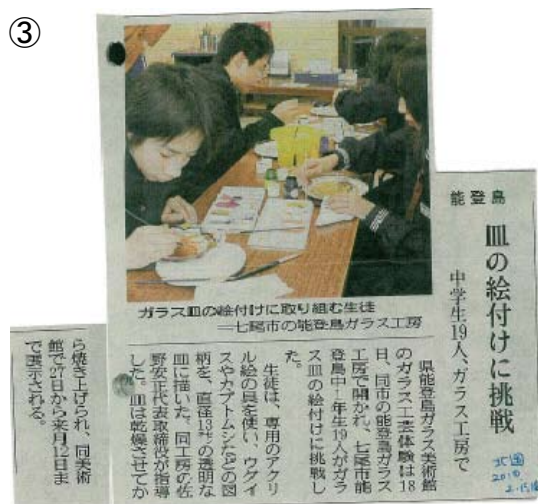 ③
能登島
皿の絵付けに挑戦
中学生19人、ガラス工房で
ガラス皿の絵付けに取り組む生徒
＝七尾市の能登島ガラス工房
県能登島ガラス美術館
のガラス工芸体験は18
日、同市の能登島ガラス
工房で開かれ、七尾市能
登島中1年生19人がガラ
ス皿の絵付けに挑戦し
た。
生徒は、専用のアクリ
ル絵の具を使い、ウグイ
スやカブトムシなどの図
柄を、直径13㌢の透明な
皿に描いた。同工房の佐
野安正代表取締役が指導
した。皿は乾燥させてか
ら焼き上げられ、同美術
館で27日から来月12日ま
で展示される。
北国
2010